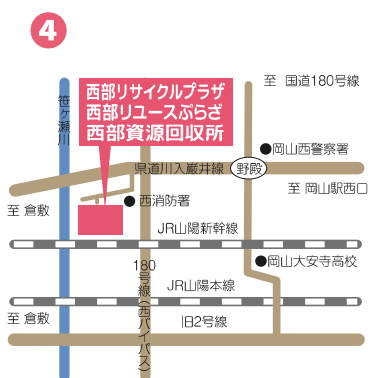 4
至 国道180号線
西部リサイクルプラザ
西部リユースぷらざ
西部資源回収所
笹ヶ瀬川
岡山西警察署
県道川入巌井線
野殿
至 岡山駅西口
西消防署
至 倉敷
JR山陽新幹線
岡山大安寺高校
180号線(西バイパス)
JR山陽本線
至 倉敷
旧2号線